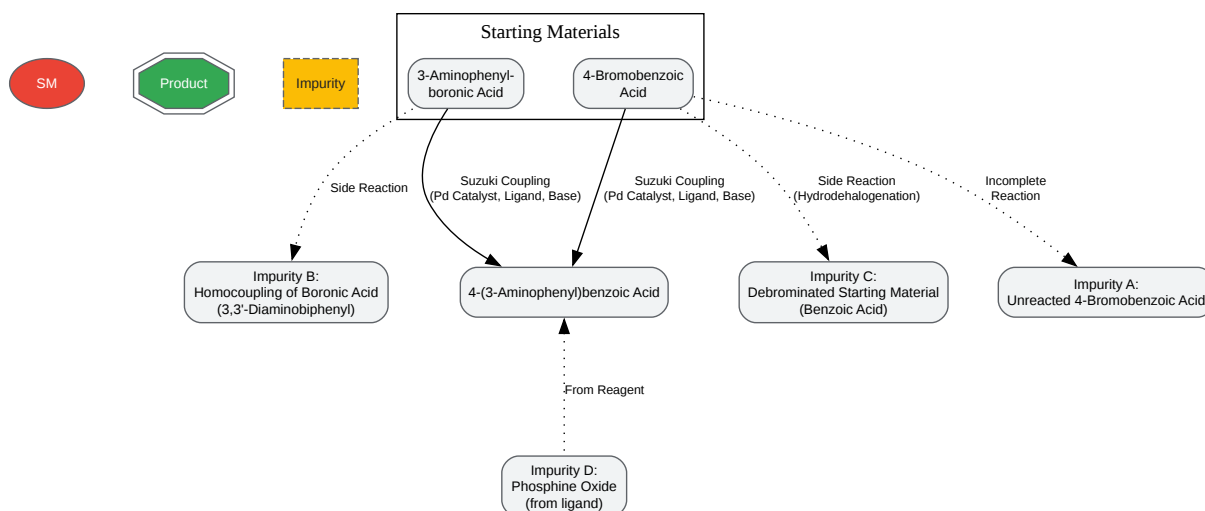 Starting Materials
SM
Product
Impurity
3-Aminophenyl-
boronic Acid
4-Bromobenzoic
Acid
Side Reaction
Suzuki Coupling
(Pd Catalyst, Ligand, Base)
Suzuki Coupling
(Pd Catalyst, Ligand, Base)
Side Reaction
(Hydrodehalogenation)
Incomplete
Reaction
Impurity B:
Homocoupling of Boronic Acid
(3,3'-Diaminobiphenyl)
4-(3-Aminophenyl)benzoic Acid
Impurity C:
Debrominated Starting Material
(Benzoic Acid)
Impurity A:
Unreacted 4-Bromobenzoic Acid
From Reagent
Impurity D:
Phosphine Oxide
(from ligand)